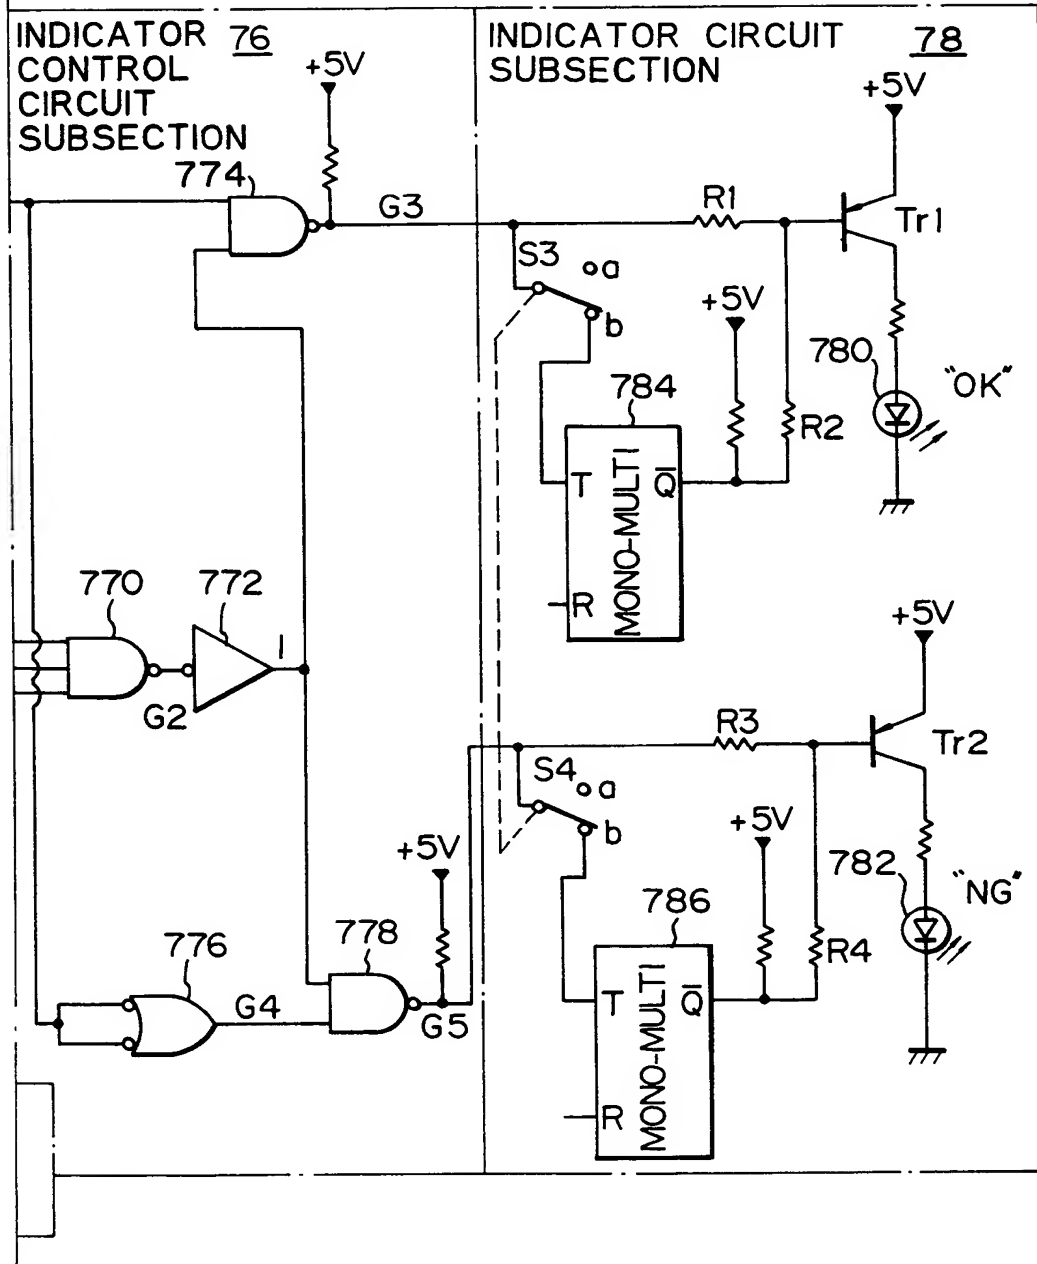 INDICATOR 76
CONTROL
CIRCUIT
SUBSECTION
INDICATOR CIRCUIT 78
SUBSECTION
+5V
+5V
774
G3
R1
Tr1
S3
a
b
+5V
780
"OK"
784
R2
T
Q̅
MONO-MULTI
R
770
772
1
G2
+5V
R3
Tr2
S4
a
b
+5V
+5V
782
"NG"
786
776
778
R4
G4
G5
T
Q̅
MONO-MULTI
R